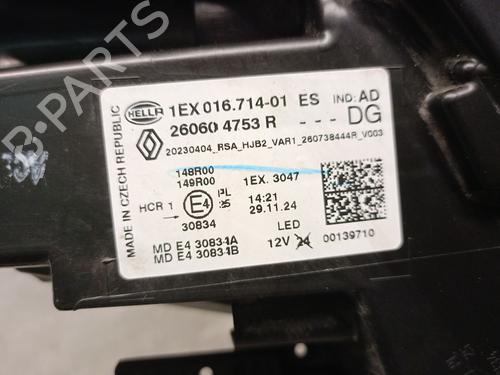 MADE IN CZECH REPUBLIC
HELLA 1EX 016.714-01 ES IND: AD
26060 4753 R --- DG
20230404_RSA_HJB2_VAR1_260738444R_V003
148R00
149R00 1EX. 3047
HCR 1 E4 PL 14:21
25 29.11.24
30834 LED
MD E4 30834A 12V 24 00139710
MD E4 30834B
B-PARTS